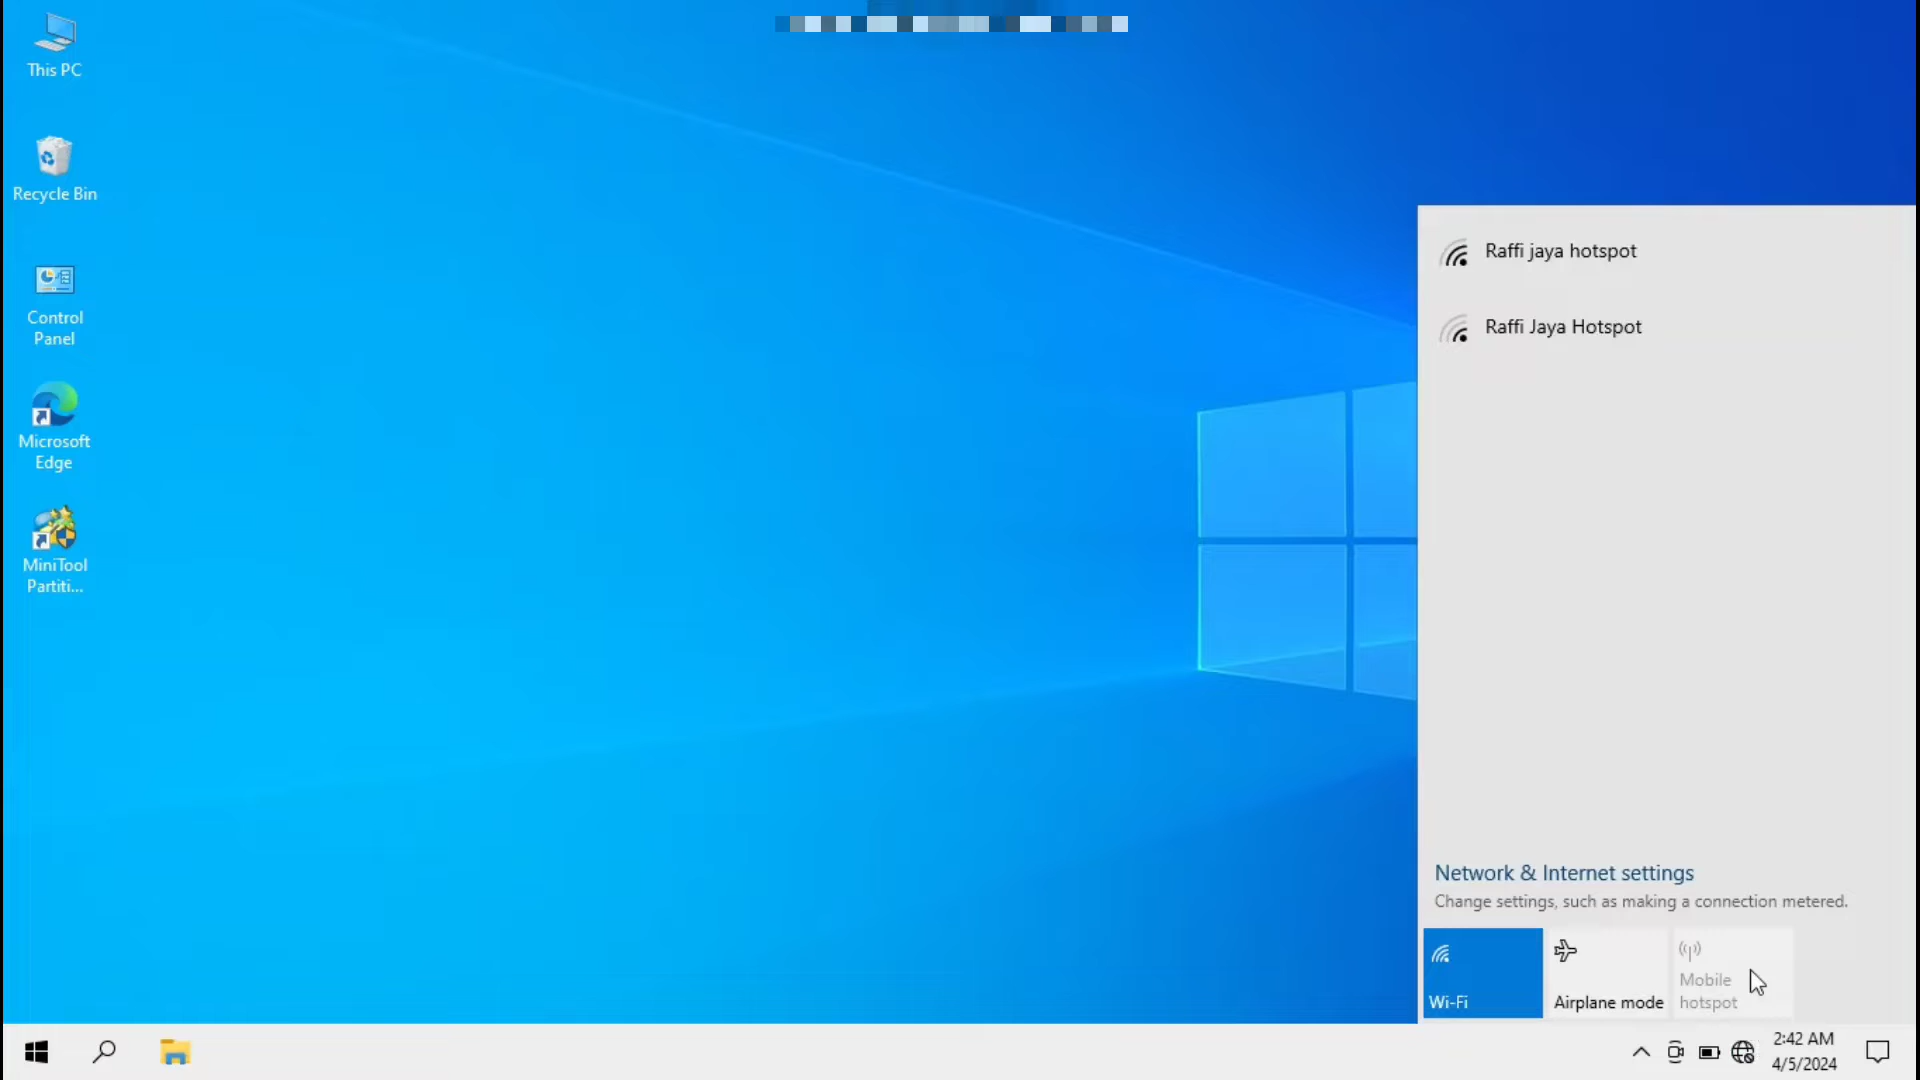 This PC
Recycle Bin
Control
Panel
Microsoft
Edge
MiniTool
Partiti...
Raffi jaya hotspot
Raffi Jaya Hotspot
Network & Internet settings
Change settings, such as making a connection metered.
Wi-Fi
Airplane mode
Mobile
hotspot
2:42 AM
4/5/2024